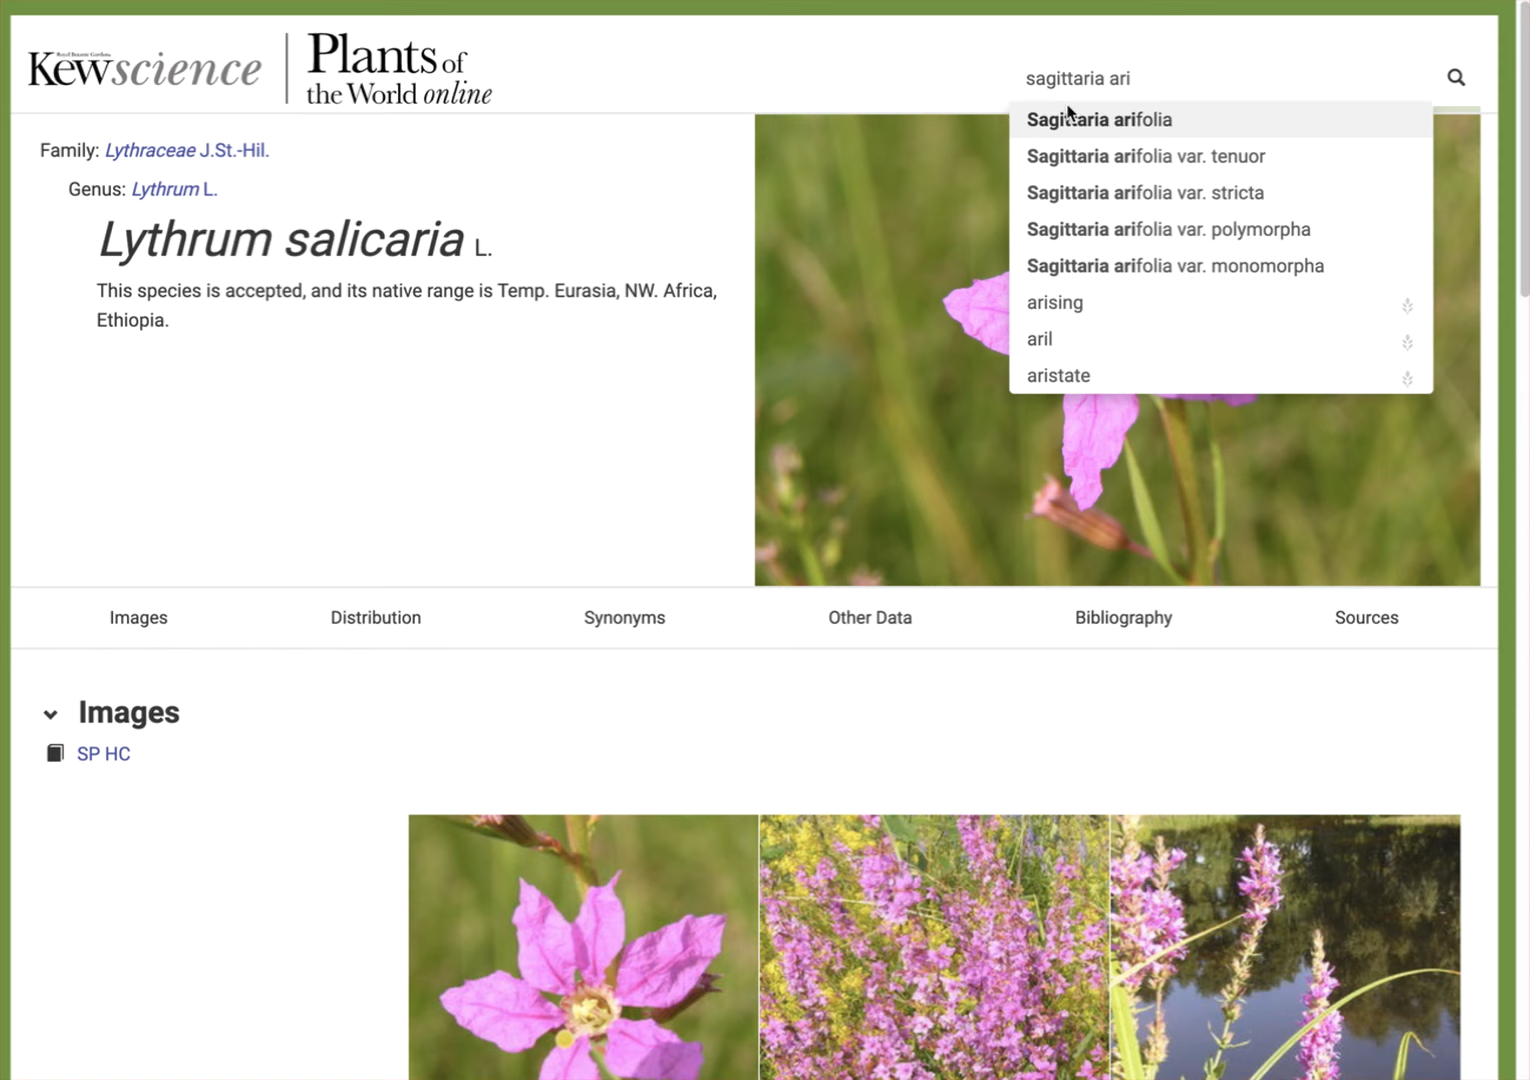 Royal Botanic Gardens
Kewscience
Plants of
the World online
sagittaria ari
Sagittaria arifolia
Sagittaria arifolia var. tenuor
Sagittaria arifolia var. stricta
Sagittaria arifolia var. polymorpha
Sagittaria arifolia var. monomorpha
arising
aril
aristate
Family: Lythraceae J.St.-Hil.
Genus: Lythrum L.
Lythrum salicaria L.
This species is accepted, and its native range is Temp. Eurasia, NW. Africa,
Ethiopia.
Images
Distribution
Synonyms
Other Data
Bibliography
Sources
Images
SP HC